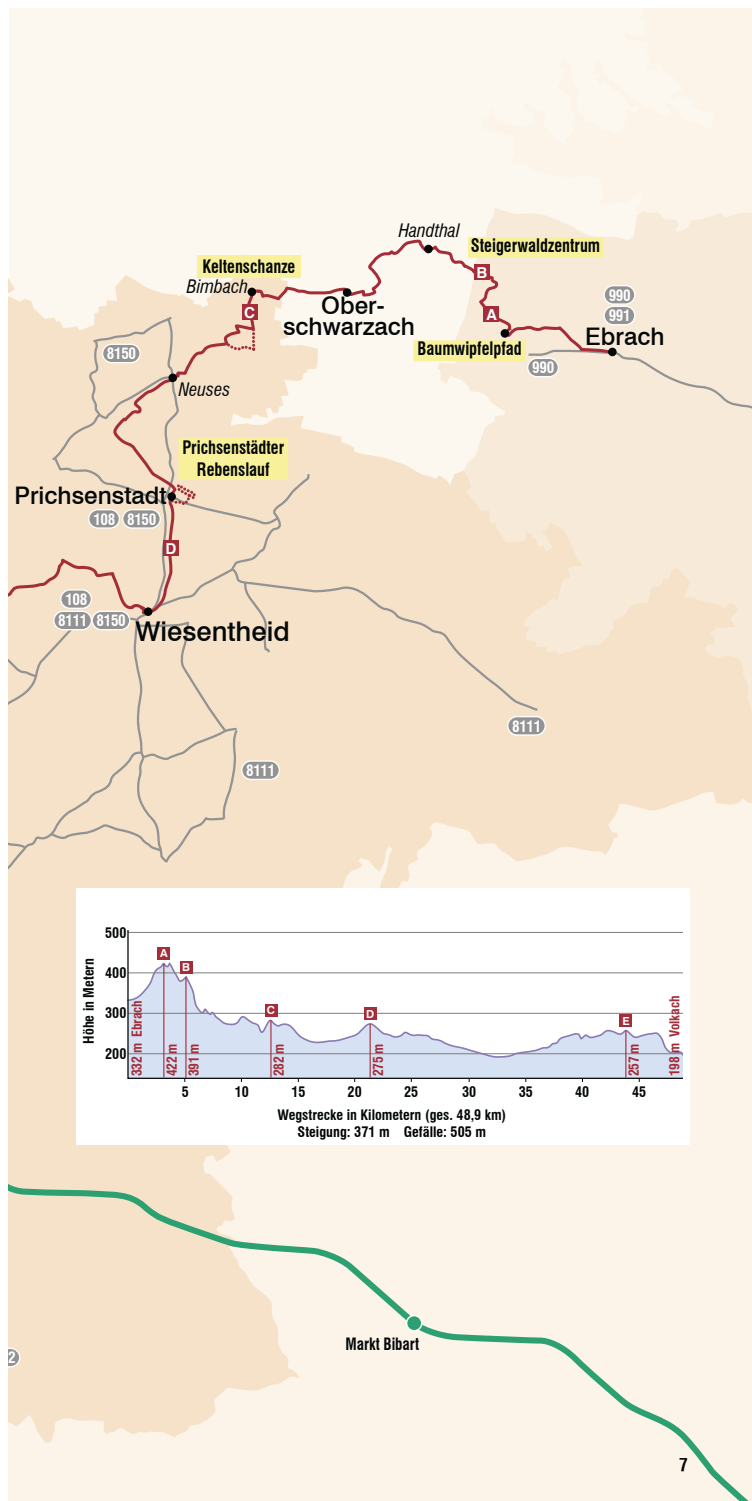 Handthal
Steigerwaldzentrum
Keltenschanze
Bimbach
B
990
C
Ober-
schwarzach
A
991
Ebrach
8150
Baumwipfelpfad
990
Neuses
Prichsenstädter
Rebenslauf
Prichsenstadt
108 8150
D
108
8111 8150
Wiesentheid
8111
8111
500
400
300
200
Höhe in Metern
A
B
C
D
E
332 m Ebrach
422 m
391 m
282 m
275 m
257 m
198 m Volkach
5 10 15 20 25 30 35 40 45
Wegstrecke in Kilometern (ges. 48,9 km)
Steigung: 371 m Gefälle: 505 m
Markt Bibart
2
7